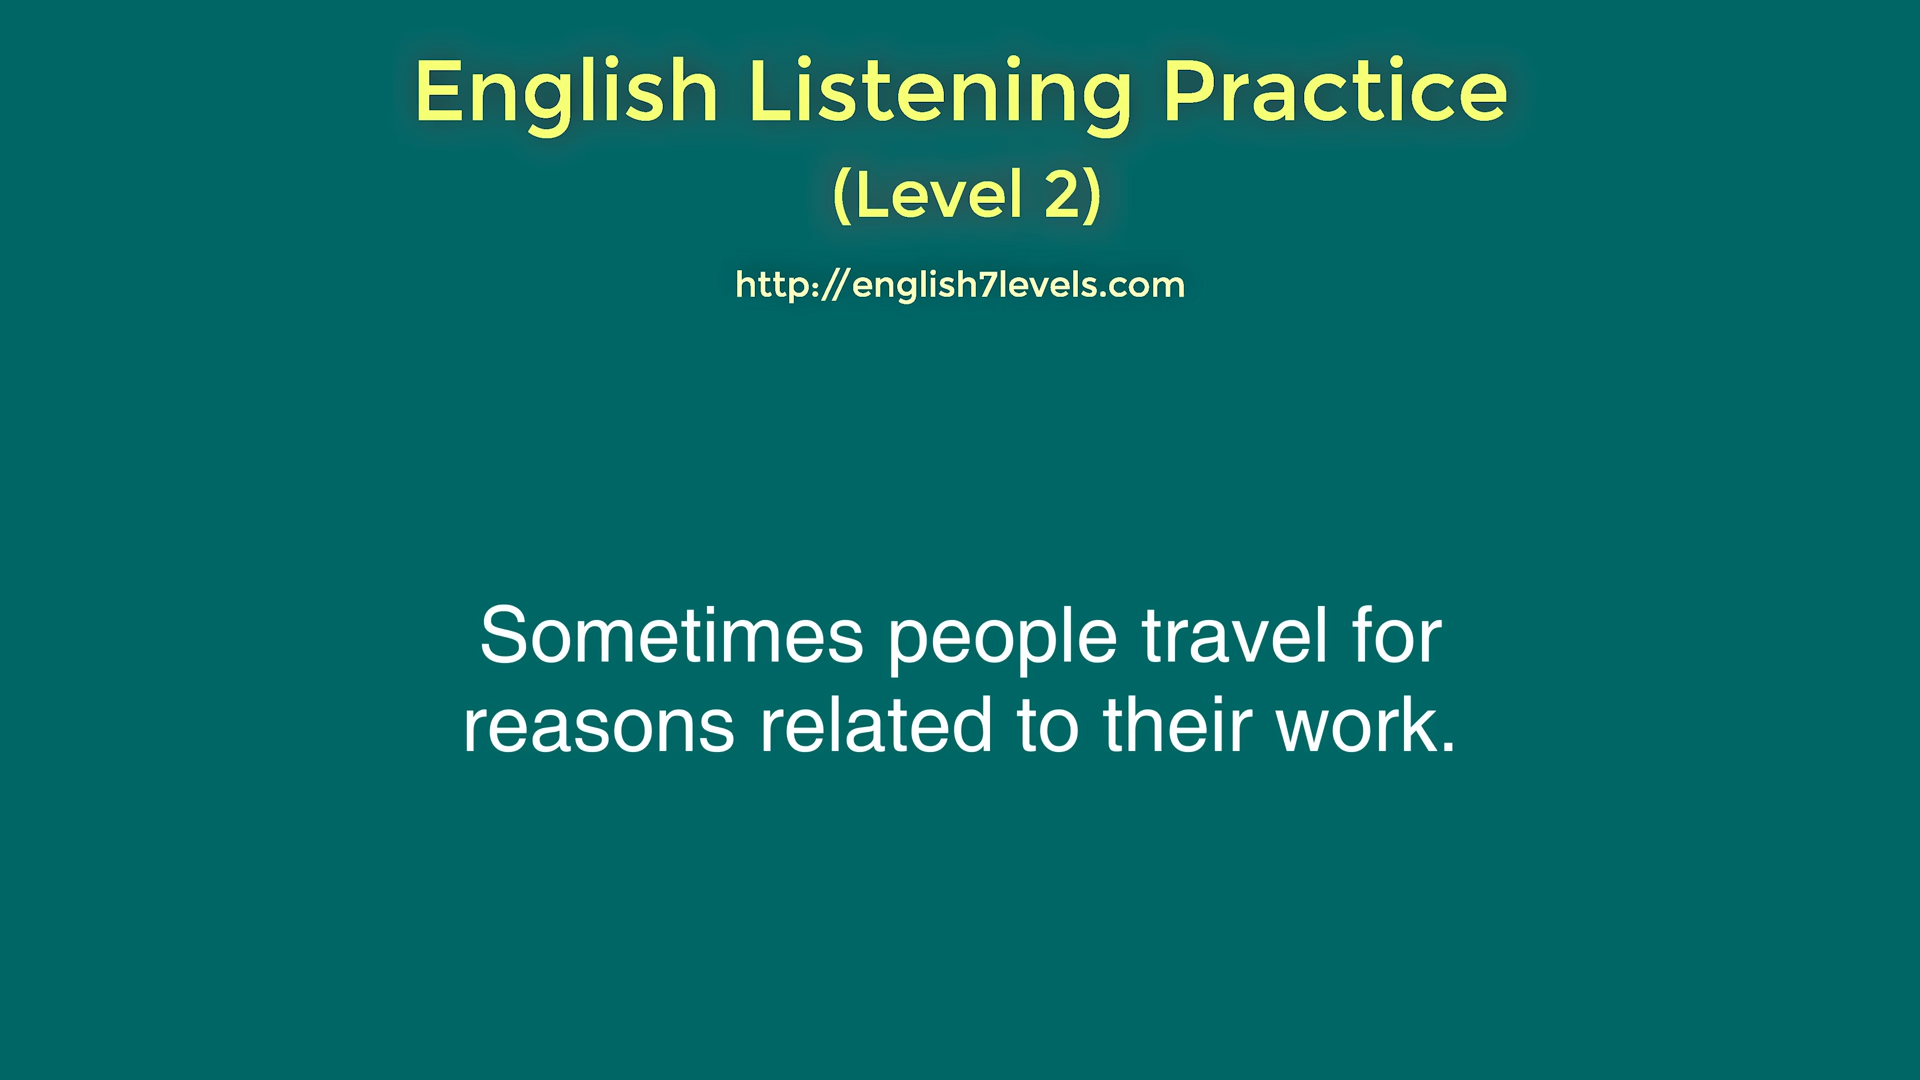 English Listening Practice
(Level 2)
http://english7levels.com
Sometimes people travel for
reasons related to their work.